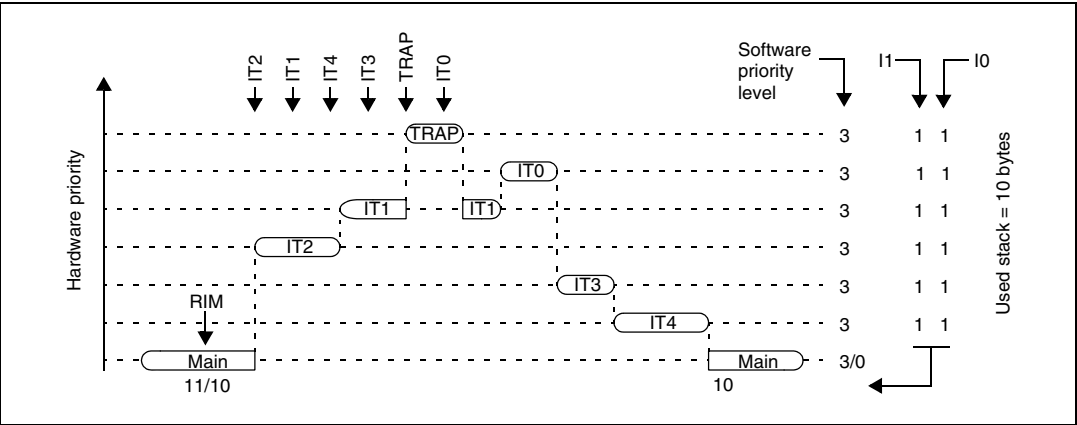 IT2
IT1
IT4
IT3
TRAP
IT0
Software
priority
level
I1
I0
Hardware priority
TRAP
3
1 1
IT0
3
1 1
IT1
IT1
3
1 1
IT2
3
1 1
IT3
3
1 1
RIM
IT4
3
1 1
Main
Main
3/0
11/10
10
Used stack = 10 bytes